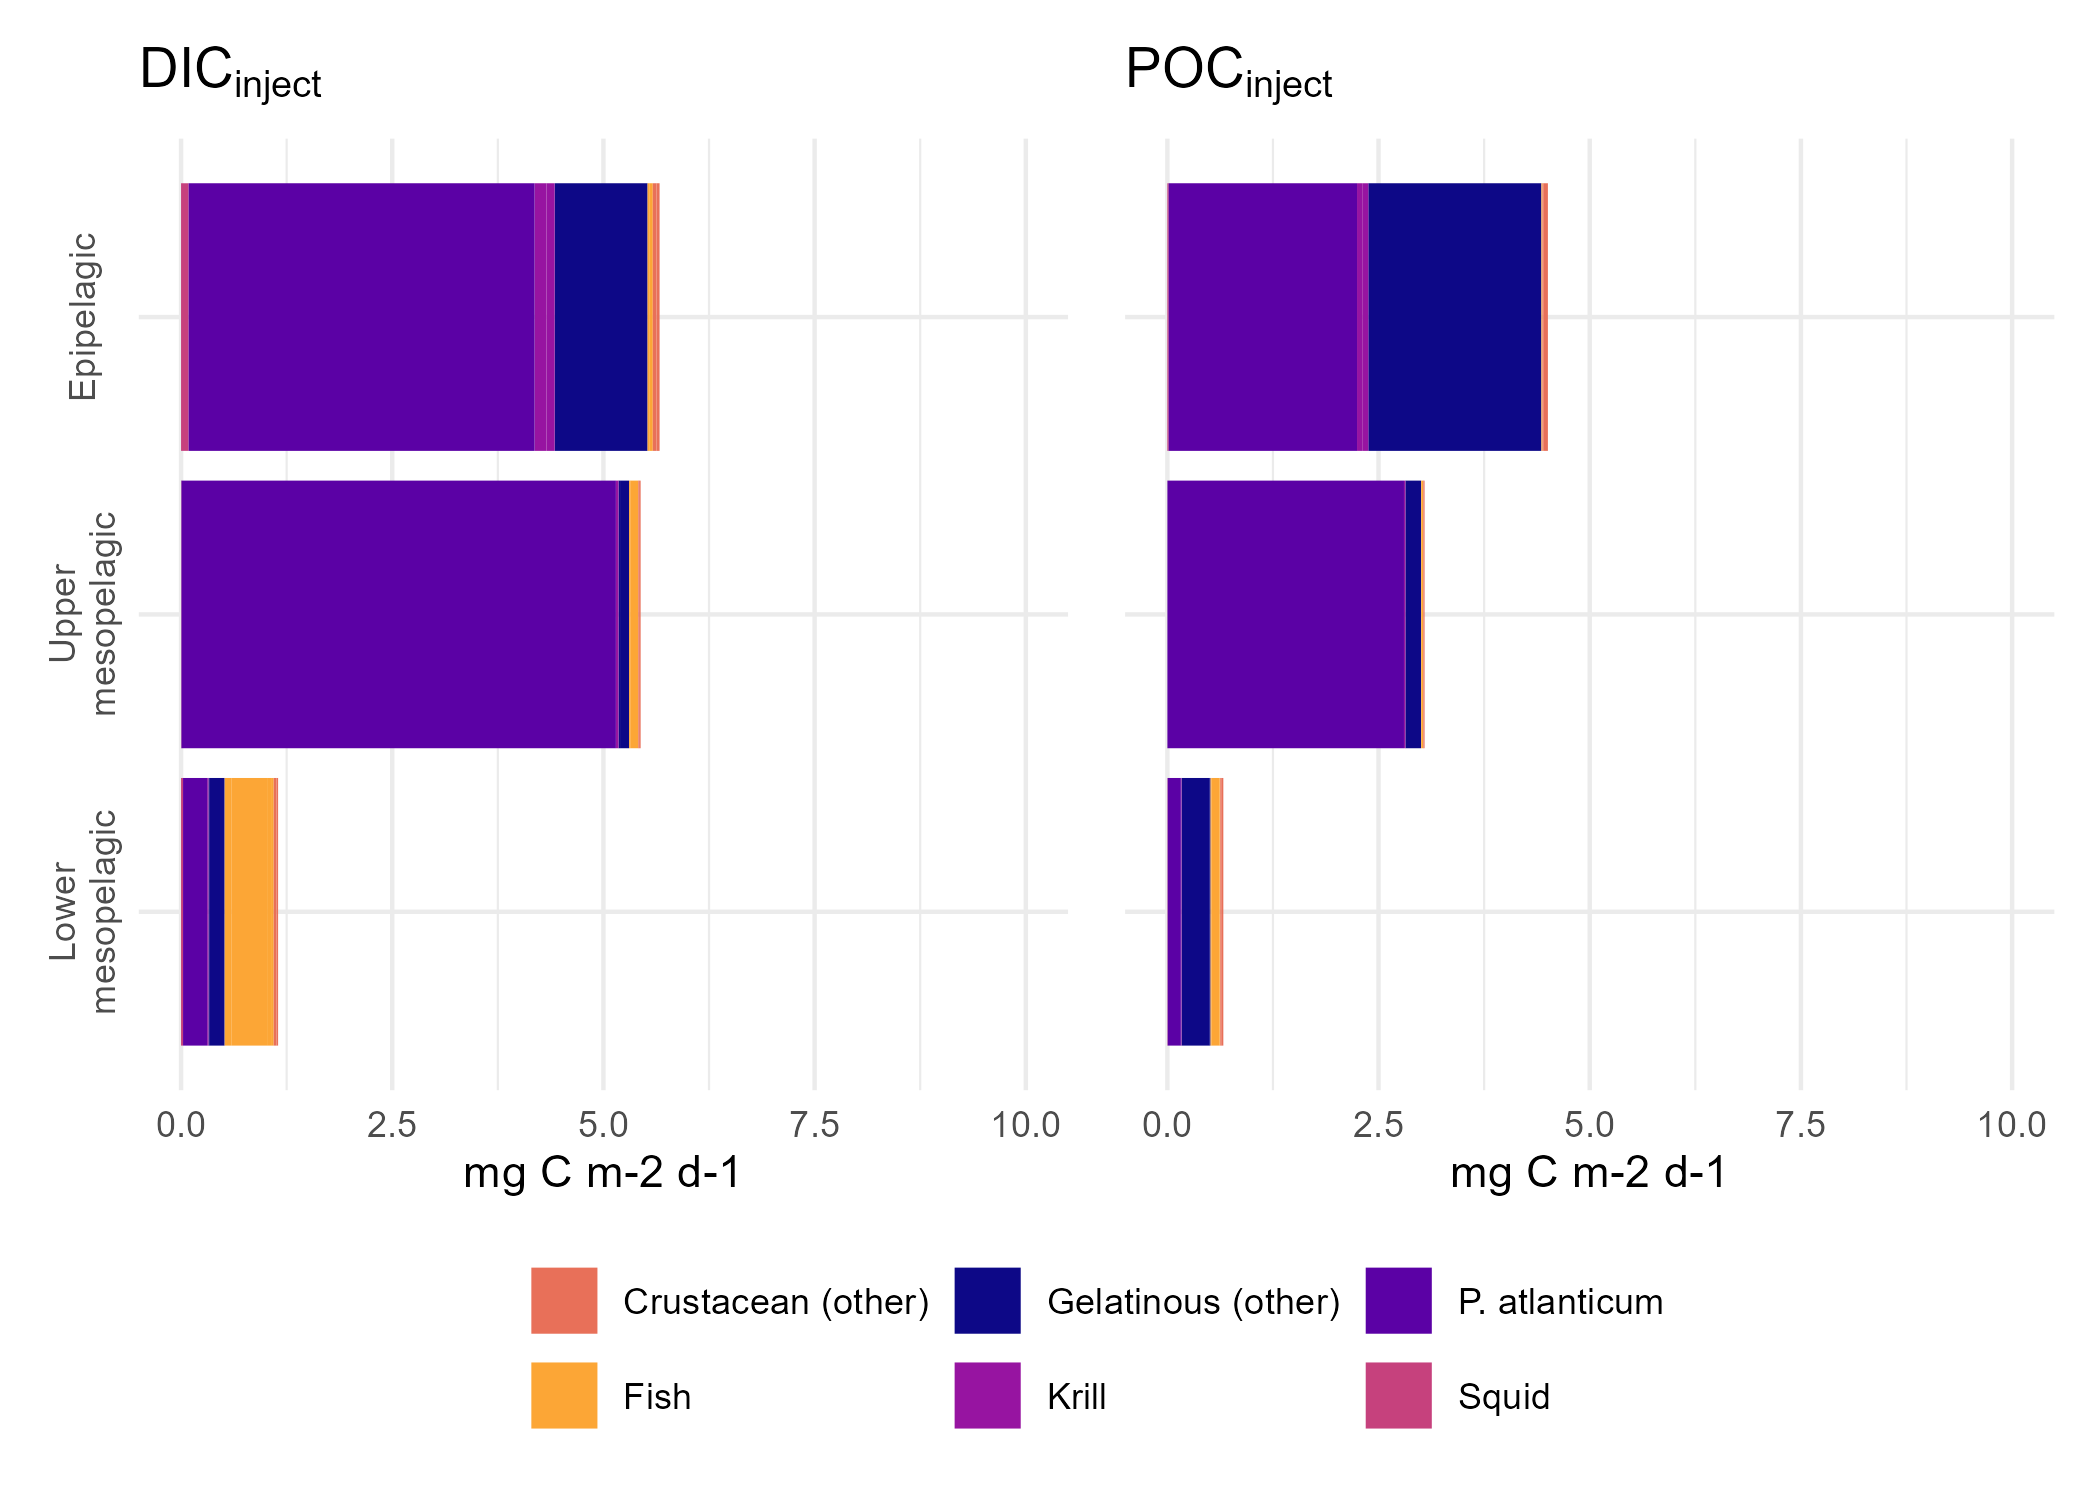 DICinject
POCinject
Epipelagic
Upper
mesopelagic
Lower
mesopelagic
0.0 2.5 5.0 7.5 10.0
0.0 2.5 5.0 7.5 10.0
mg C m-2 d-1
mg C m-2 d-1
Crustacean (other)
Gelatinous (other)
P. atlanticum
Fish
Krill
Squid